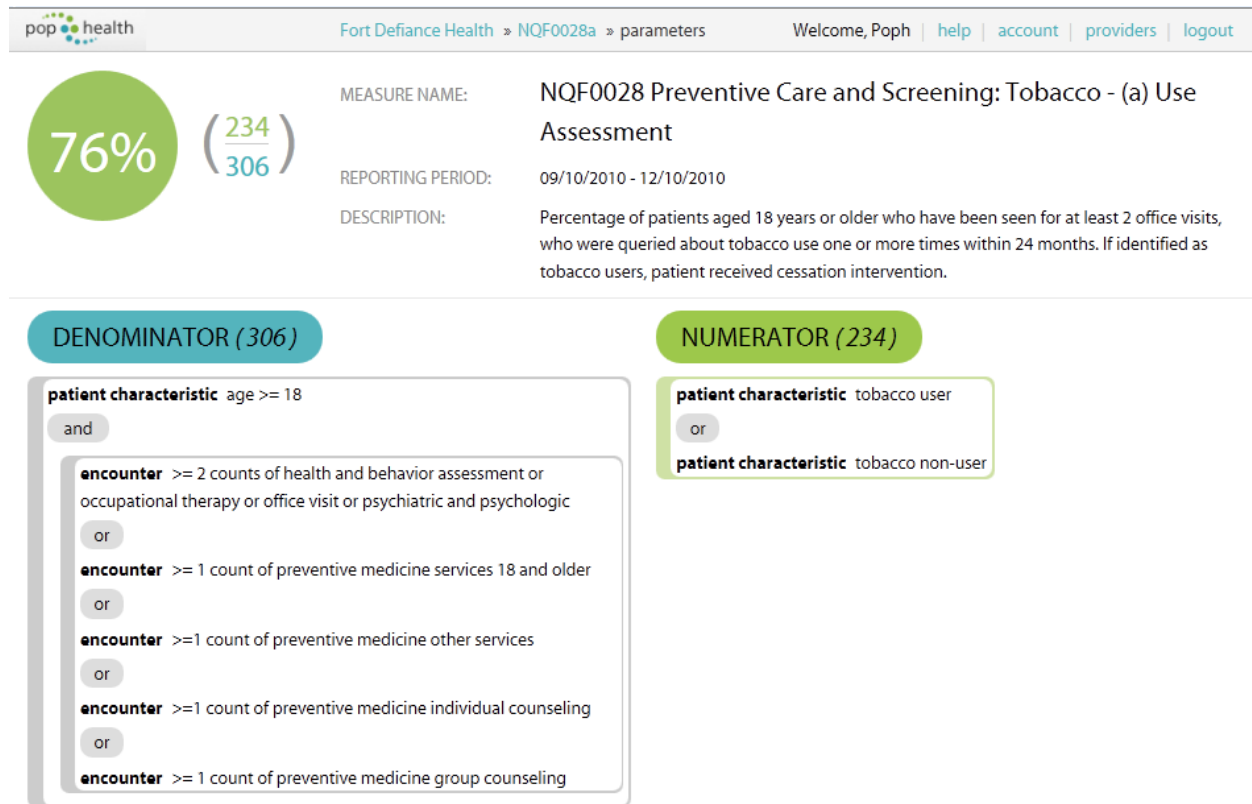 pop health
Fort Defiance Health » NQF0028a » parameters
Welcome, Poph | help | account | providers | logout
76%
(234/306)
MEASURE NAME:
NQF0028 Preventive Care and Screening: Tobacco - (a) Use
Assessment
REPORTING PERIOD:
09/10/2010 - 12/10/2010
DESCRIPTION:
Percentage of patients aged 18 years or older who have been seen for at least 2 office visits,
who were queried about tobacco use one or more times within 24 months. If identified as
tobacco users, patient received cessation intervention.
DENOMINATOR (306)
patient characteristic age >= 18
and
encounter >= 2 counts of health and behavior assessment or
occupational therapy or office visit or psychiatric and psychologic
or
encounter >= 1 count of preventive medicine services 18 and older
or
encounter >=1 count of preventive medicine other services
or
encounter >=1 count of preventive medicine individual counseling
or
encounter >= 1 count of preventive medicine group counseling
NUMERATOR (234)
patient characteristic tobacco user
or
patient characteristic tobacco non-user